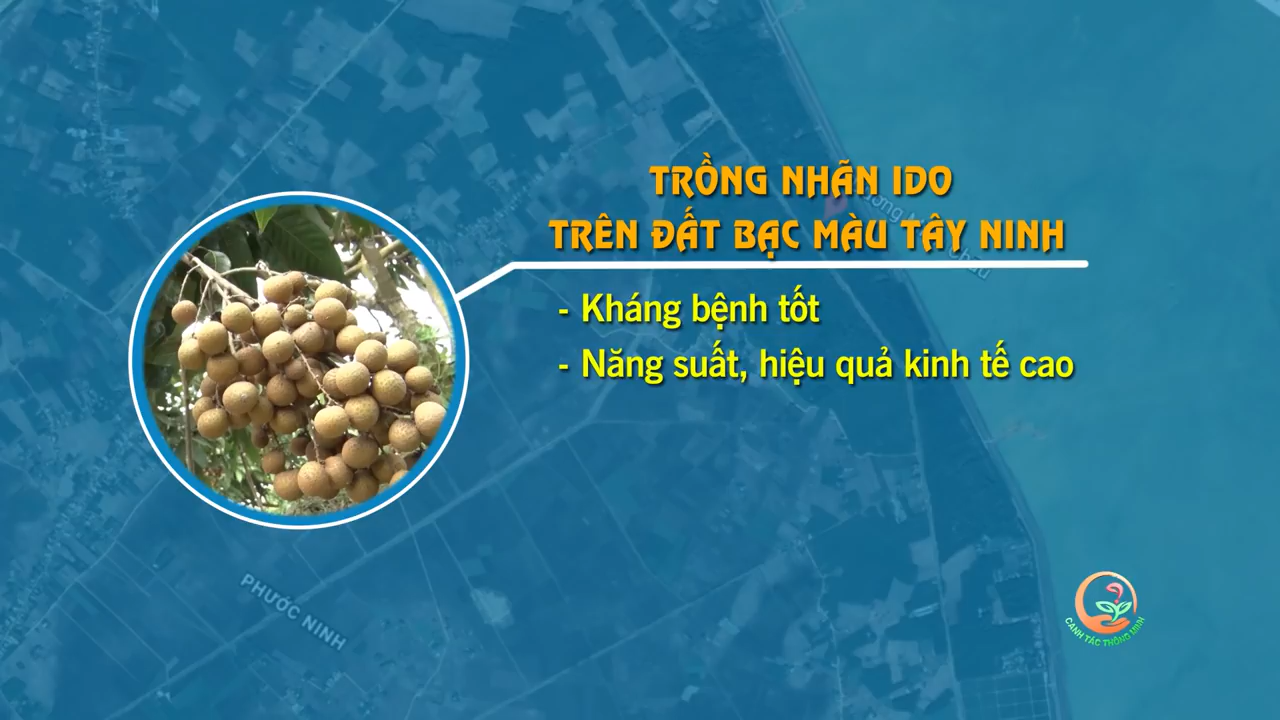 TRỒNG NHÃN IDO
TRÊN ĐẤT BẠC MÀU TÂY NINH
- Kháng bệnh tốt
- Năng suất, hiệu quả kinh tế cao
PHƯỚC NINH
CANH TÁC THÔNG MINH